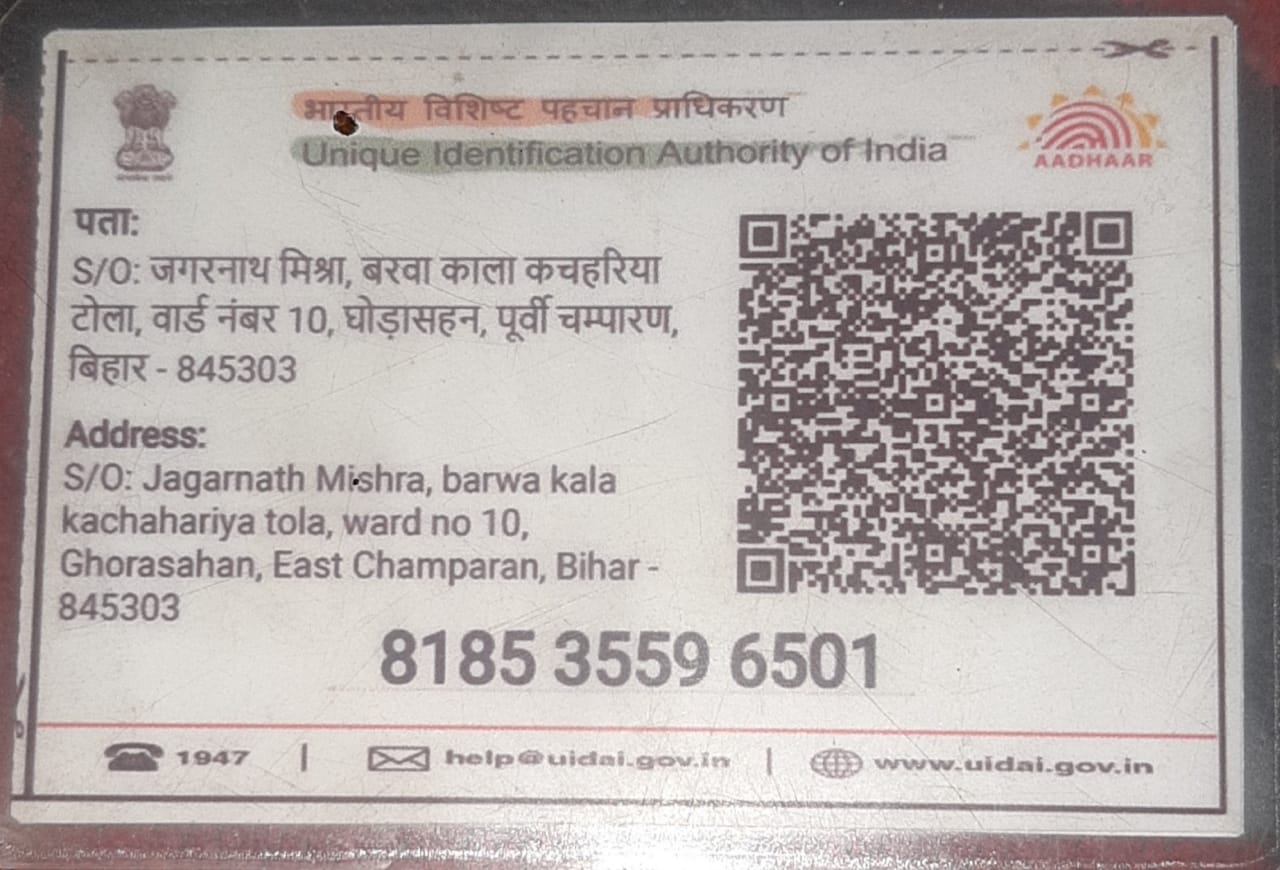 भारतीय विशिष्ट पहचान प्राधिकरण
Unique Identification Authority of India
AADHAAR
पता:
S/O: जगरनाथ मिश्रा, बरवा काला कचहरिया
टोला, वार्ड नंबर 10, घोड़ासहन, पूर्वी चम्पारण,
बिहार - 845303
Address:
S/O: Jagarnath Mishra, barwa kala
kachahariya tola, ward no 10,
Ghorasahan, East Champaran, Bihar -
845303
8185 3559 6501
1947 | help@uidai.gov.in | www.uidai.gov.in